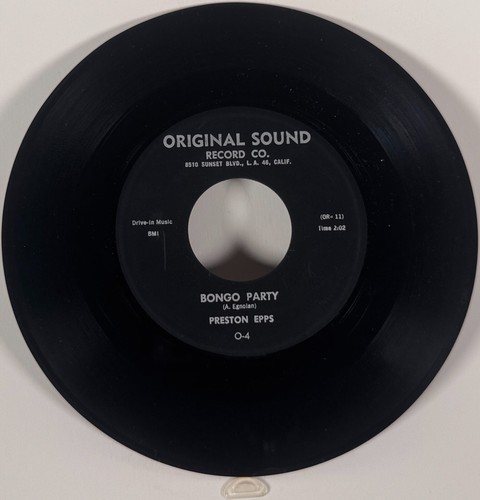 ORIGINAL SOUND
RECORD CO.
8510 SUNSET BLVD., L. A. 46, CALIF.
Drive-In Music
BMI
(OR- 11)
Time 2:02
BONGO PARTY
(A. Egnoian)
PRESTON EPPS
O-4